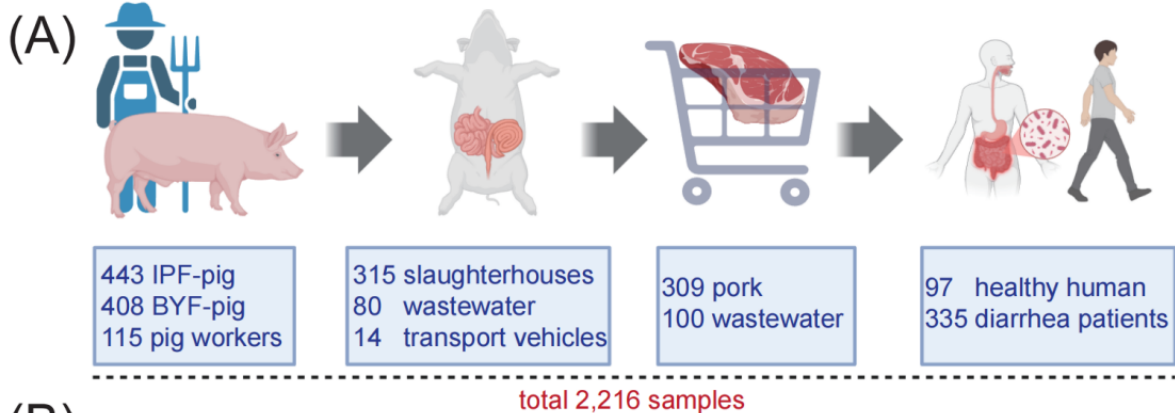 (A)
443 IPF-pig
408 BYF-pig
115 pig workers
315 slaughterhouses
80 wastewater
14 transport vehicles
309 pork
100 wastewater
97 healthy human
335 diarrhea patients
total 2,216 samples